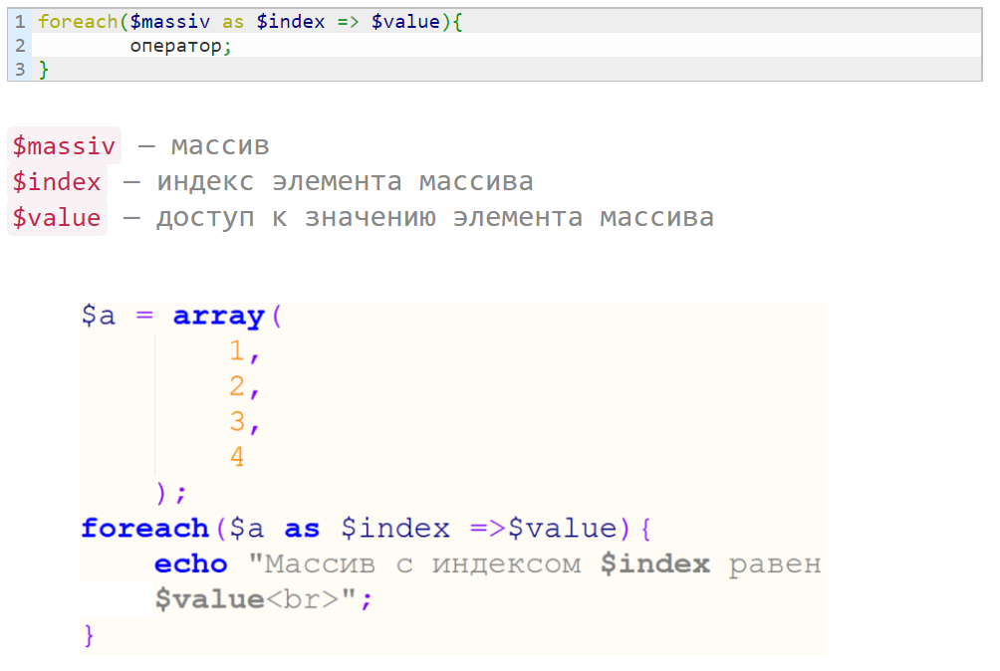 1 foreach($massiv as $index => $value){
2 оператор;
3 }
$massiv — массив
$index — индекс элемента массива
$value — доступ к значению элемента массива
$a = array(
1,
2,
3,
4
);
foreach($a as $index =>$value){
echo "Массив с индексом $index равен
$value<br>";
}